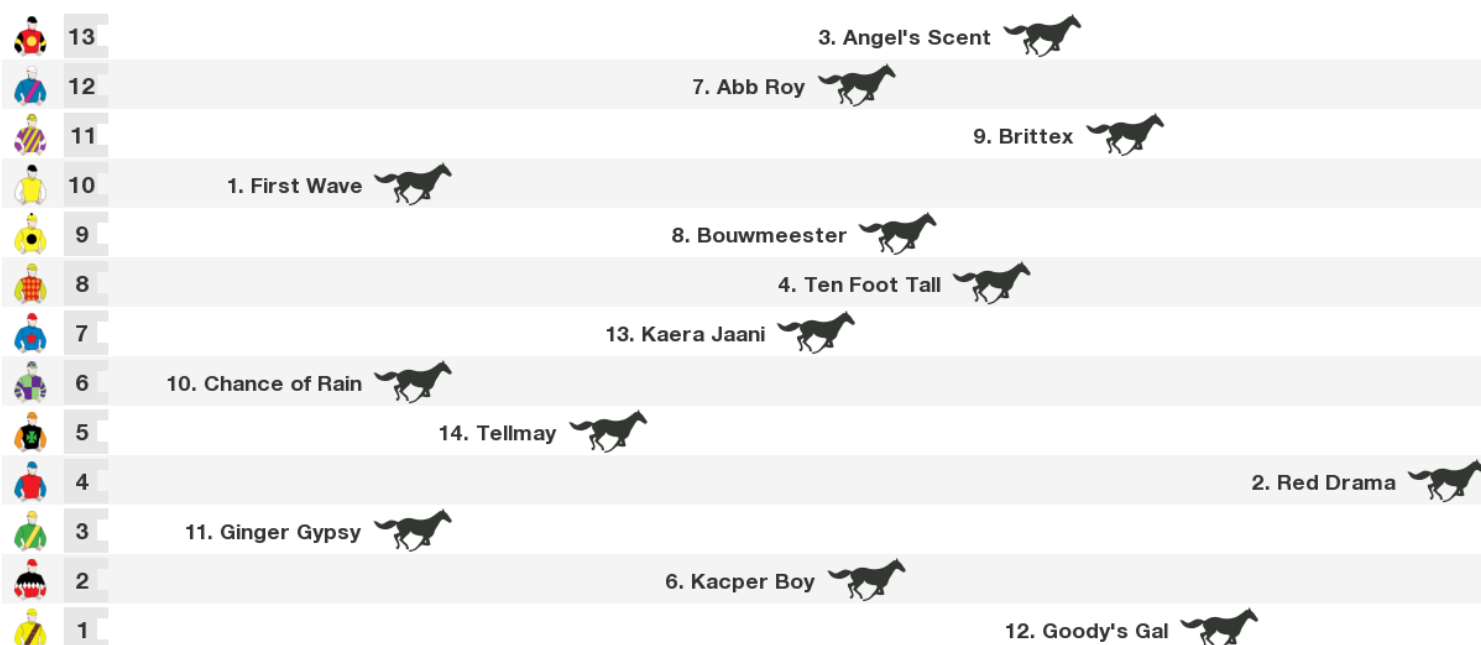 13 3. Angel's Scent
12 7. Abb Roy
11 9. Brittex
10 1. First Wave
9 8. Bouwmeester
8 4. Ten Foot Tall
7 13. Kaera Jaani
6 10. Chance of Rain
5 14. Tellmay
4 2. Red Drama
3 11. Ginger Gypsy
2 6. Kacper Boy
1 12. Goody's Gal